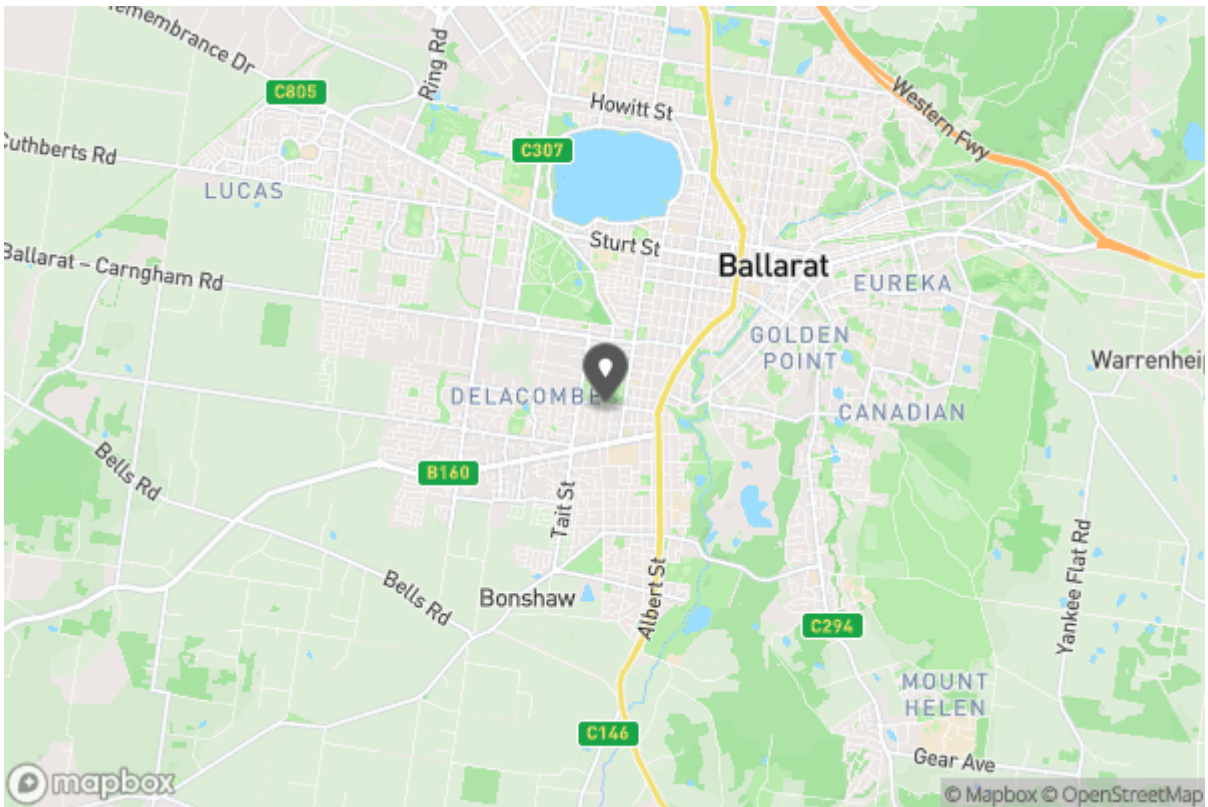 emembrance Dr
Ring Rd
C805
Howitt St
Western Fwy
Cuthberts Rd
C307
LUCAS
Sturt St
Ballarat – Carngham Rd
Ballarat
EUREKA
GOLDEN
POINT
Warrenheip
DELACOMBE
CANADIAN
Bells Rd
B160
Tait St
Yankee Flat Rd
Bells Rd
Bonshaw
Albert St
C294
MOUNT
HELEN
C146
Gear Ave
mapbox
© Mapbox © OpenStreetMap